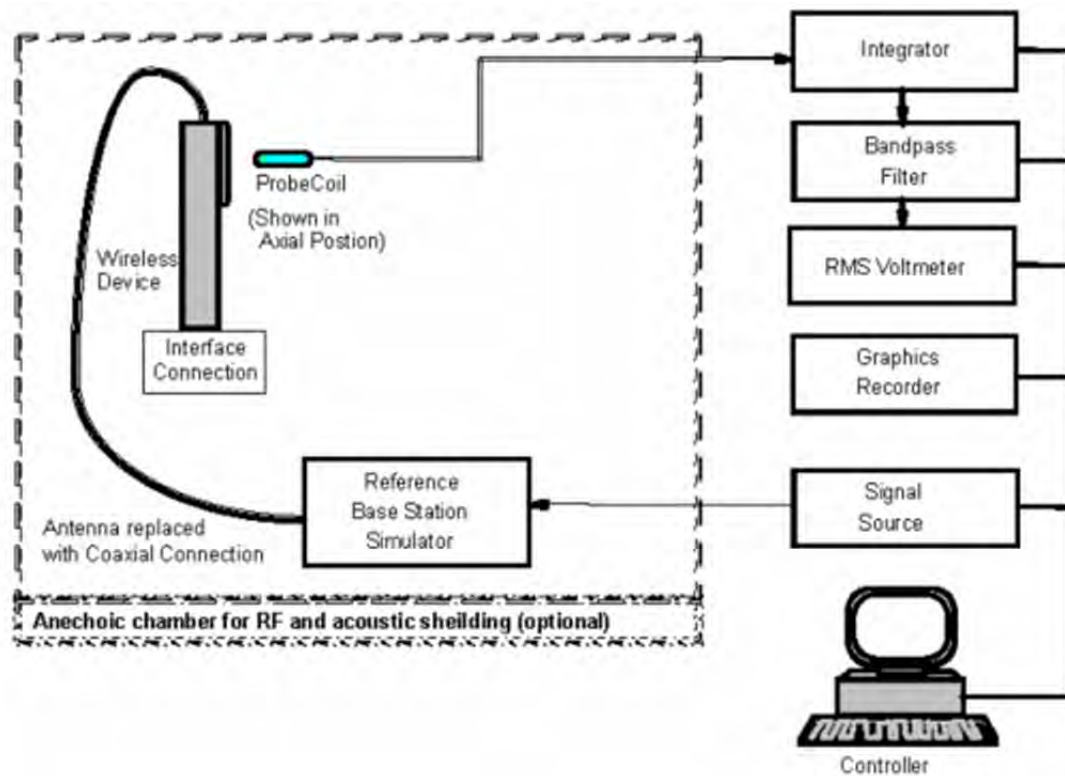 Integrator
Bandpass
Filter
RMS Voltmeter
Graphics
Recorder
Signal
Source
Controller
ProbeCoil
(Shown in
Axial Postion)
Wireless
Device
Interface
Connection
Reference
Base Station
Simulator
Antenna replaced
with Coaxial Connection
Anechoic chamber for RF and acoustic sheilding (optional)